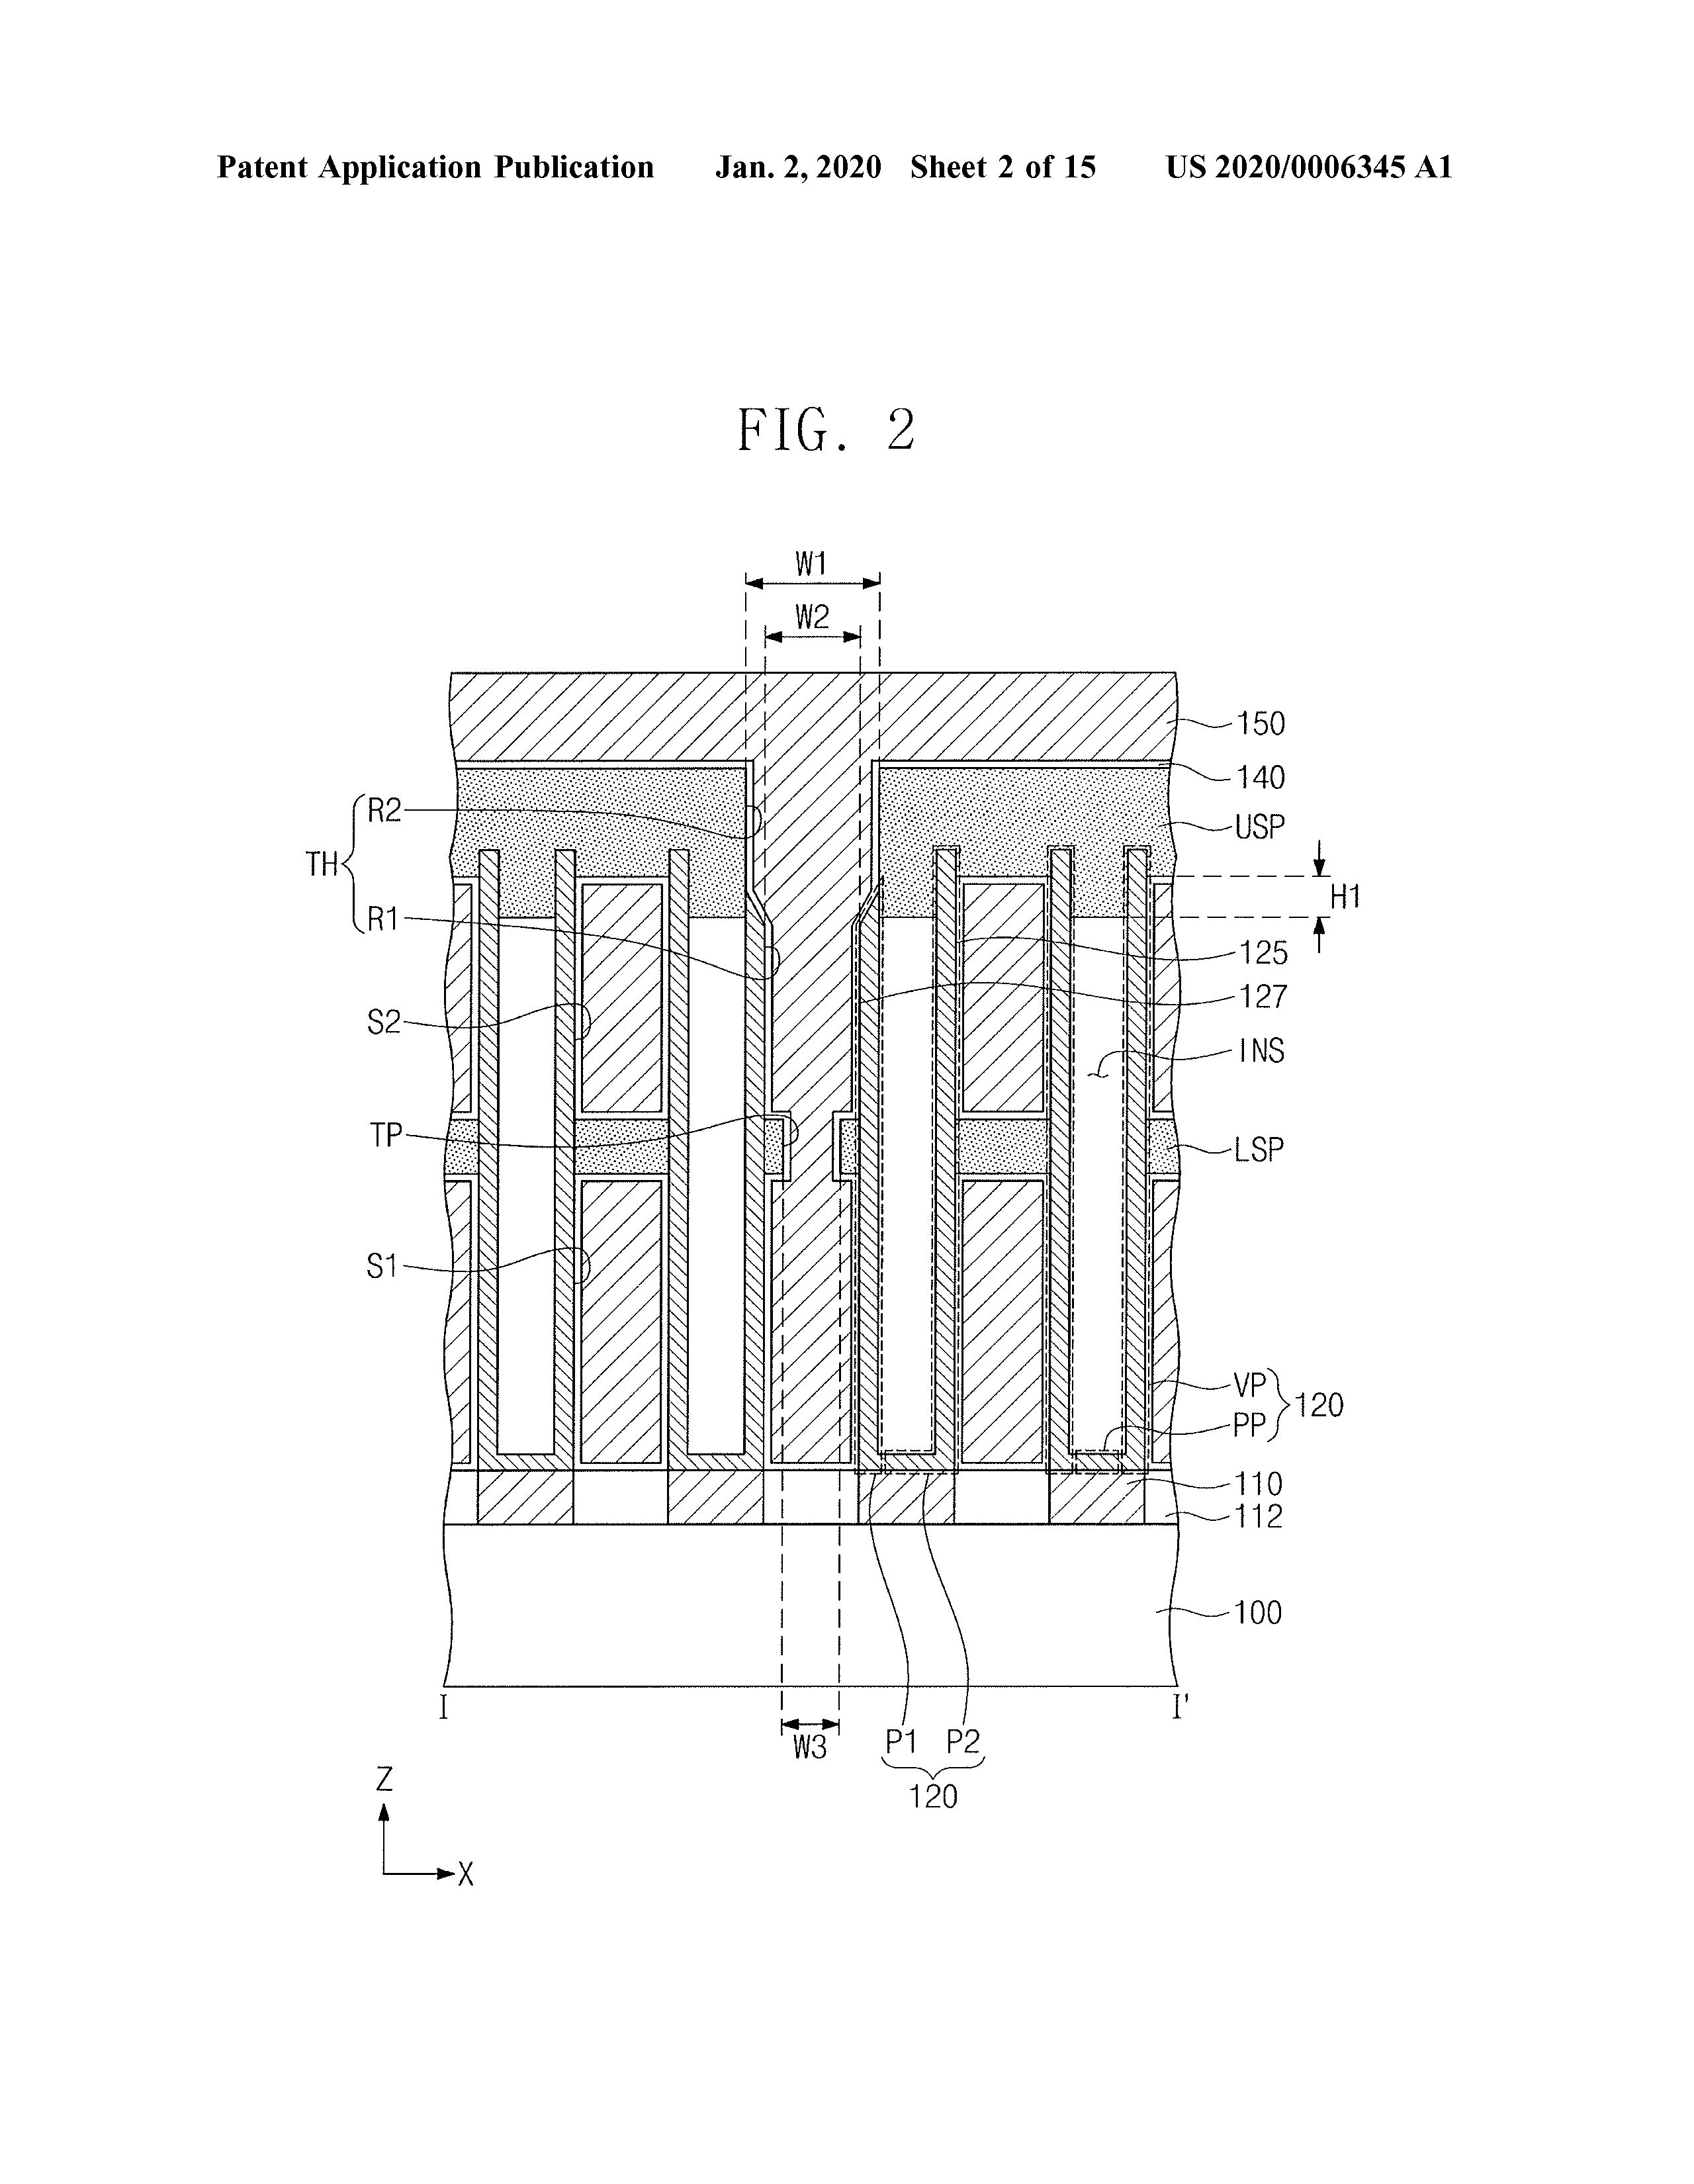 Patent Application Publication Jan. 2, 2020 Sheet 2 of 15 US 2020/0006345 A1
FIG. 2
W1
W2
150
140
R2
USP
TH
H1
R1
125
127
S2
INS
TP
LSP
S1
VP
120
PP
110
112
100
I I'
W3 P1 P2
120
Z
X